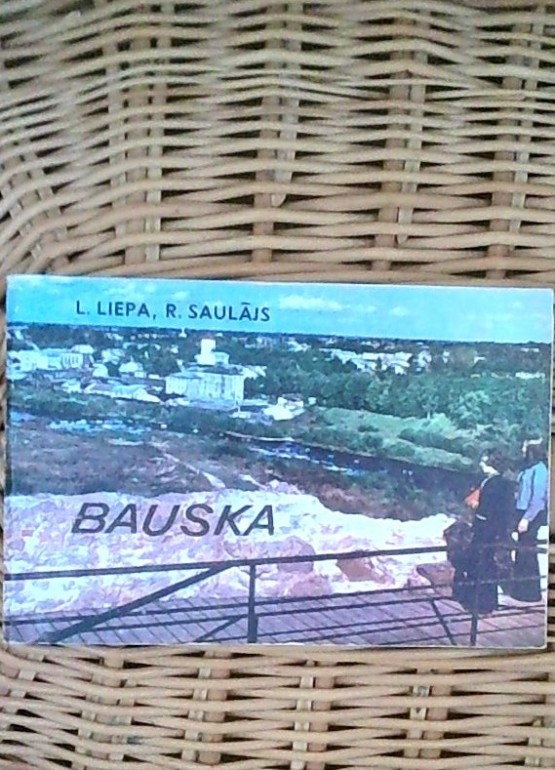 L. LIEPA, R. SAULĀJS
BAUSKA